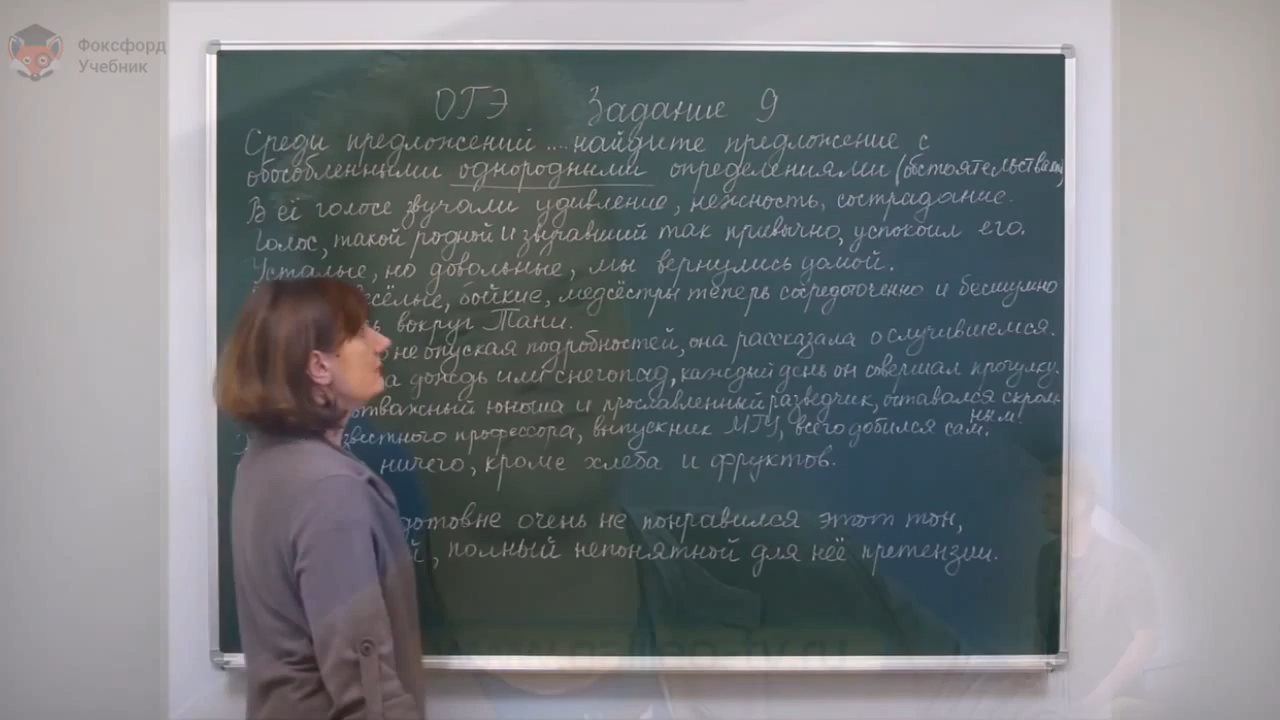 Фоксфорд
Учебник
ОГЭ Задание 9
Среди предложений .... найдите предложение с
обособленными однородными определениями (обстоятельствами)
В её голосе звучали удивление, нежность, сострадание.
Голос, такой родной и звучавший так привычно, успокоил его.
Усталые, но довольные, мы вернулись домой.
весёлые, бойкие, медсёстры теперь сосредоточенно и бесшумно
вокруг Тани.
не опуская подробностей, она рассказала о случившемся.
дождь или снегопад, каждый день он совершал прогулку.
отважный юноша и прославленный разведчик, оставался скром-
ным.
известного профессора, выпускник МГУ, всего добился сам.
ничего, кроме хлеба и фруктов.
очень не понравился этот тон,
полный непонятной для неё претензии.